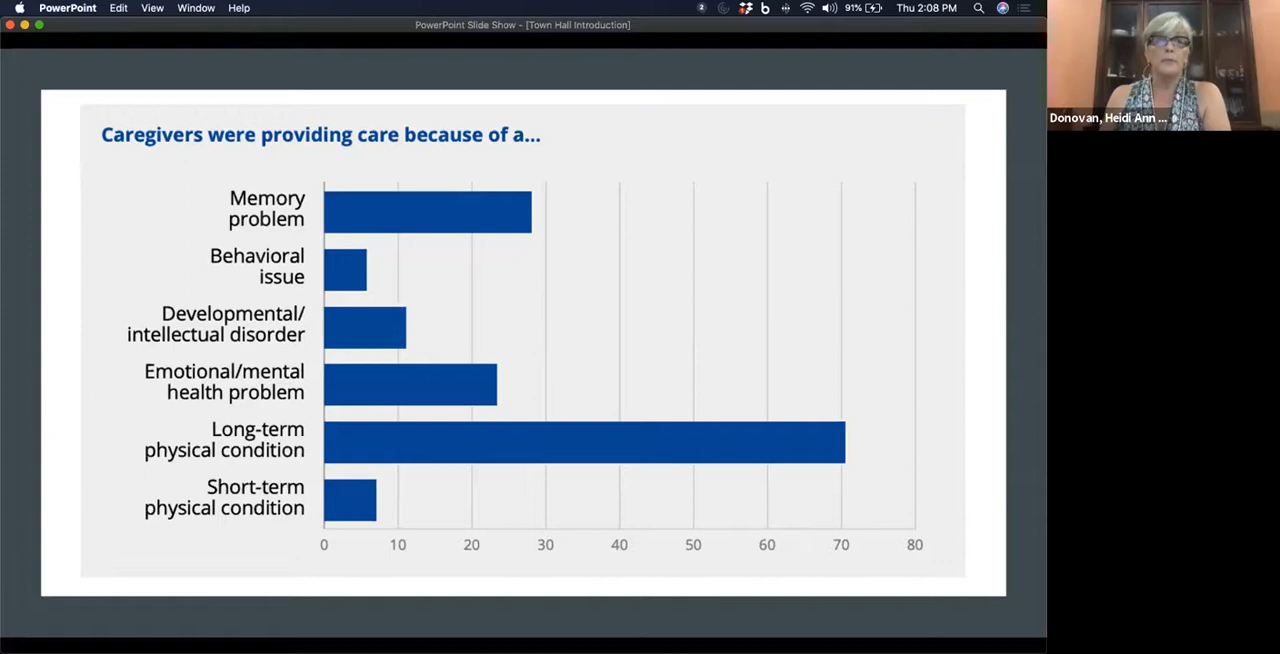 PowerPoint Edit View Window Help
2
91%
Thu 2:08 PM
PowerPoint Slide Show - [Town Hall Introduction]
Caregivers were providing care because of a...
Memory
problem
Behavioral
issue
Developmental/
intellectual disorder
Emotional/mental
health problem
Long-term
physical condition
Short-term
physical condition
0 10 20 30 40 50 60 70 80
Donovan, Heidi Ann ...